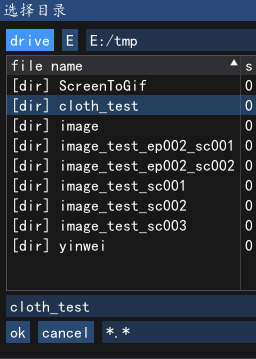 选择目录
drive E E:/tmp
file name s
[dir] ScreenToGif 0
[dir] cloth_test 0
[dir] image 0
[dir] image_test_ep002_sc001 0
[dir] image_test_ep002_sc002 0
[dir] image_test_sc001 0
[dir] image_test_sc002 0
[dir] image_test_sc003 0
[dir] yinwei 0
cloth_test
ok cancel *.*